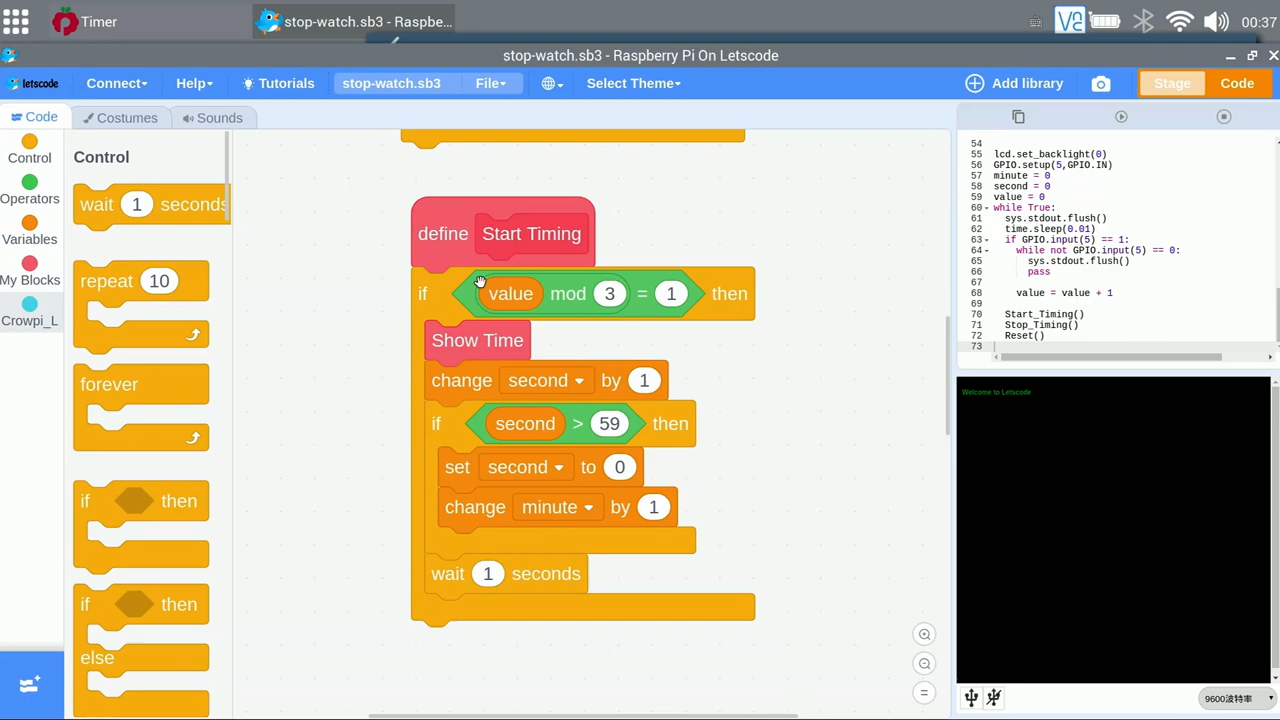 Timer
stop-watch.sb3 - Raspbe...
VNC
00:37
stop-watch.sb3 - Raspberry Pi On Letscode
letscode
Connect
Help
Tutorials
stop-watch.sb3
File
Select Theme
Add library
Stage
Code
Code
Costumes
Sounds
Control
Operators
Variables
My Blocks
Crowpi_L
Control
wait 1 seconds
repeat 10
forever
if then
if then
else
define Start Timing
if value mod 3 = 1 then
Show Time
change second by 1
if second > 59 then
set second to 0
change minute by 1
wait 1 seconds
54
55 lcd.set_backlight(0)
56 GPIO.setup(5,GPIO.IN)
57 minute = 0
58 second = 0
59 value = 0
60 while True:
61 sys.stdout.flush()
62 time.sleep(0.01)
63 if GPIO.input(5) == 1:
64 while not GPIO.input(5) == 0:
65 sys.stdout.flush()
66 pass
67
68 value = value + 1
69
70 Start_Timing()
71 Stop_Timing()
72 Reset()
73
Welcome to Letscode
9600波特率